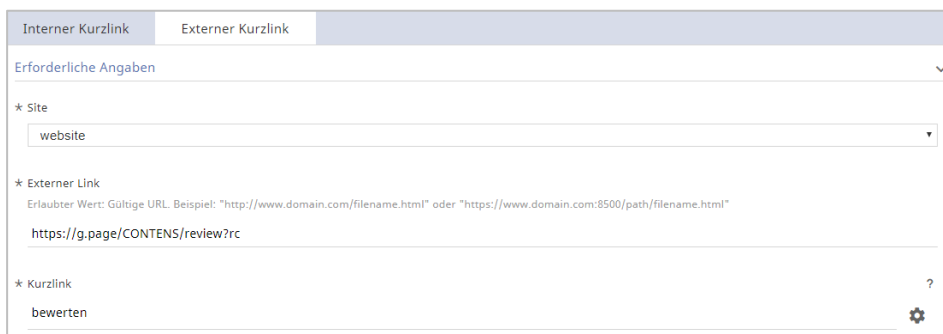 Interner Kurzlink Externer Kurzlink
Erforderliche Angaben
* Site
website
* Externer Link
Erlaubter Wert: Gültige URL. Beispiel: "http://www.domain.com/filename.html" oder "https://www.domain.com:8500/path/filename.html"
https://g.page/CONTENS/review?rc
* Kurzlink ?
bewerten